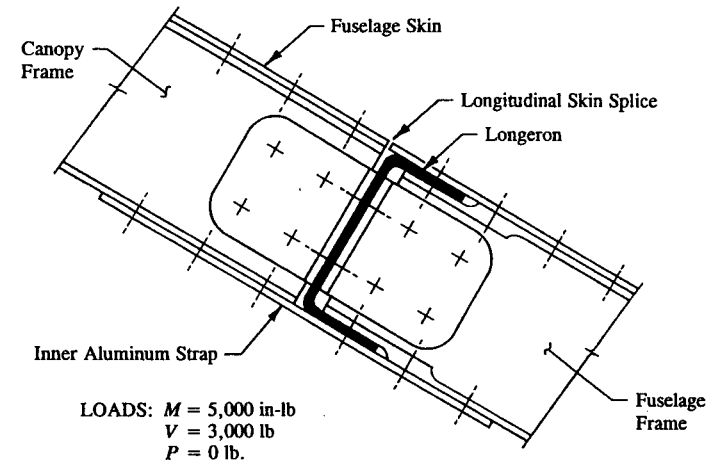 Fuselage Skin
Canopy
Frame
Longitudinal Skin Splice
Longeron
Inner Aluminum Strap
LOADS: M = 5,000 in-lb
V = 3,000 lb
P = 0 lb.
Fuselage
Frame